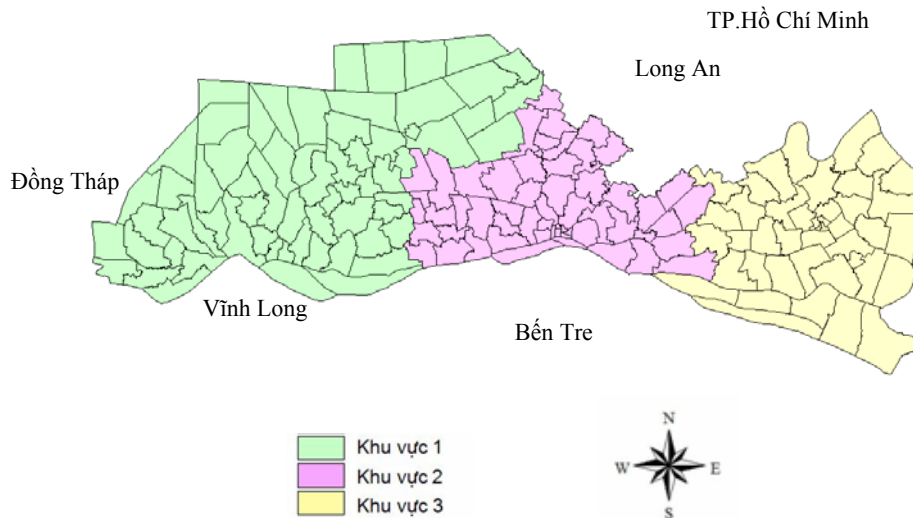 TP.Hồ Chí Minh
Long An
Đồng Tháp
Vĩnh Long
Bến Tre
Khu vực 1
Khu vực 2
Khu vực 3
N
W E
S